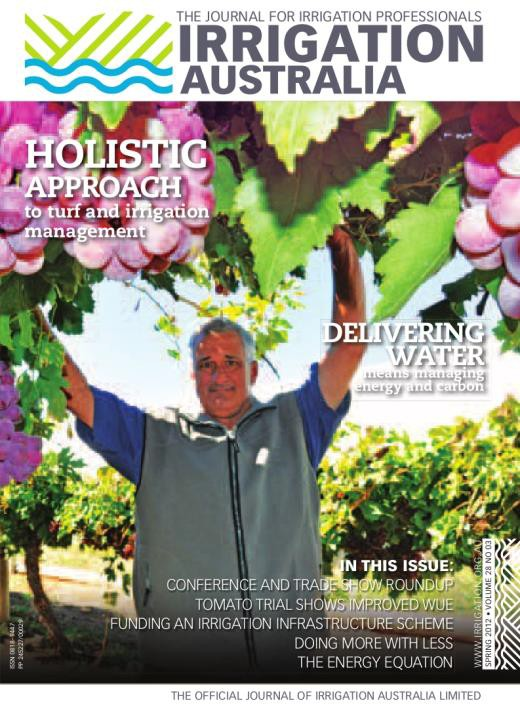 THE JOURNAL FOR IRRIGATION PROFESSIONALS
IRRIGATION
AUSTRALIA
HOLISTIC
APPROACH
to turf and irrigation
management
DELIVERING
WATER
means managing
energy and carbon
IN THIS ISSUE:
CONFERENCE AND TRADE SHOW ROUNDUP
TOMATO TRIAL SHOWS IMPROVED WUE
FUNDING AN IRRIGATION INFRASTRUCTURE SCHEME
DOING MORE WITH LESS
THE ENERGY EQUATION
SPRING 2012 • VOLUME 28 NO 03
THE OFFICIAL JOURNAL OF IRRIGATION AUSTRALIA LIMITED